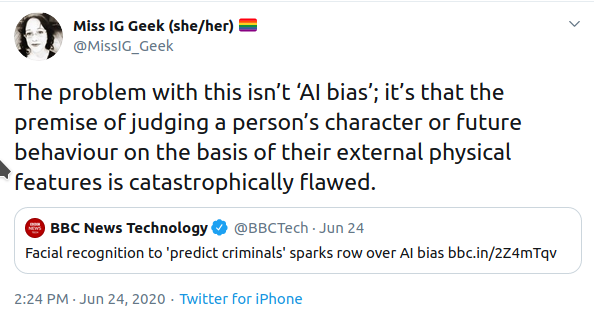 Miss IG Geek (she/her) 🏳️‍🌈
@MissIG_Geek
The problem with this isn’t ‘AI bias’; it’s that the
premise of judging a person’s character or future
behaviour on the basis of their external physical
features is catastrophically flawed.
BBC News Technology @BBCTech · Jun 24
Facial recognition to 'predict criminals' sparks row over AI bias bbc.in/2Z4mTqv
2:24 PM · Jun 24, 2020 · Twitter for iPhone